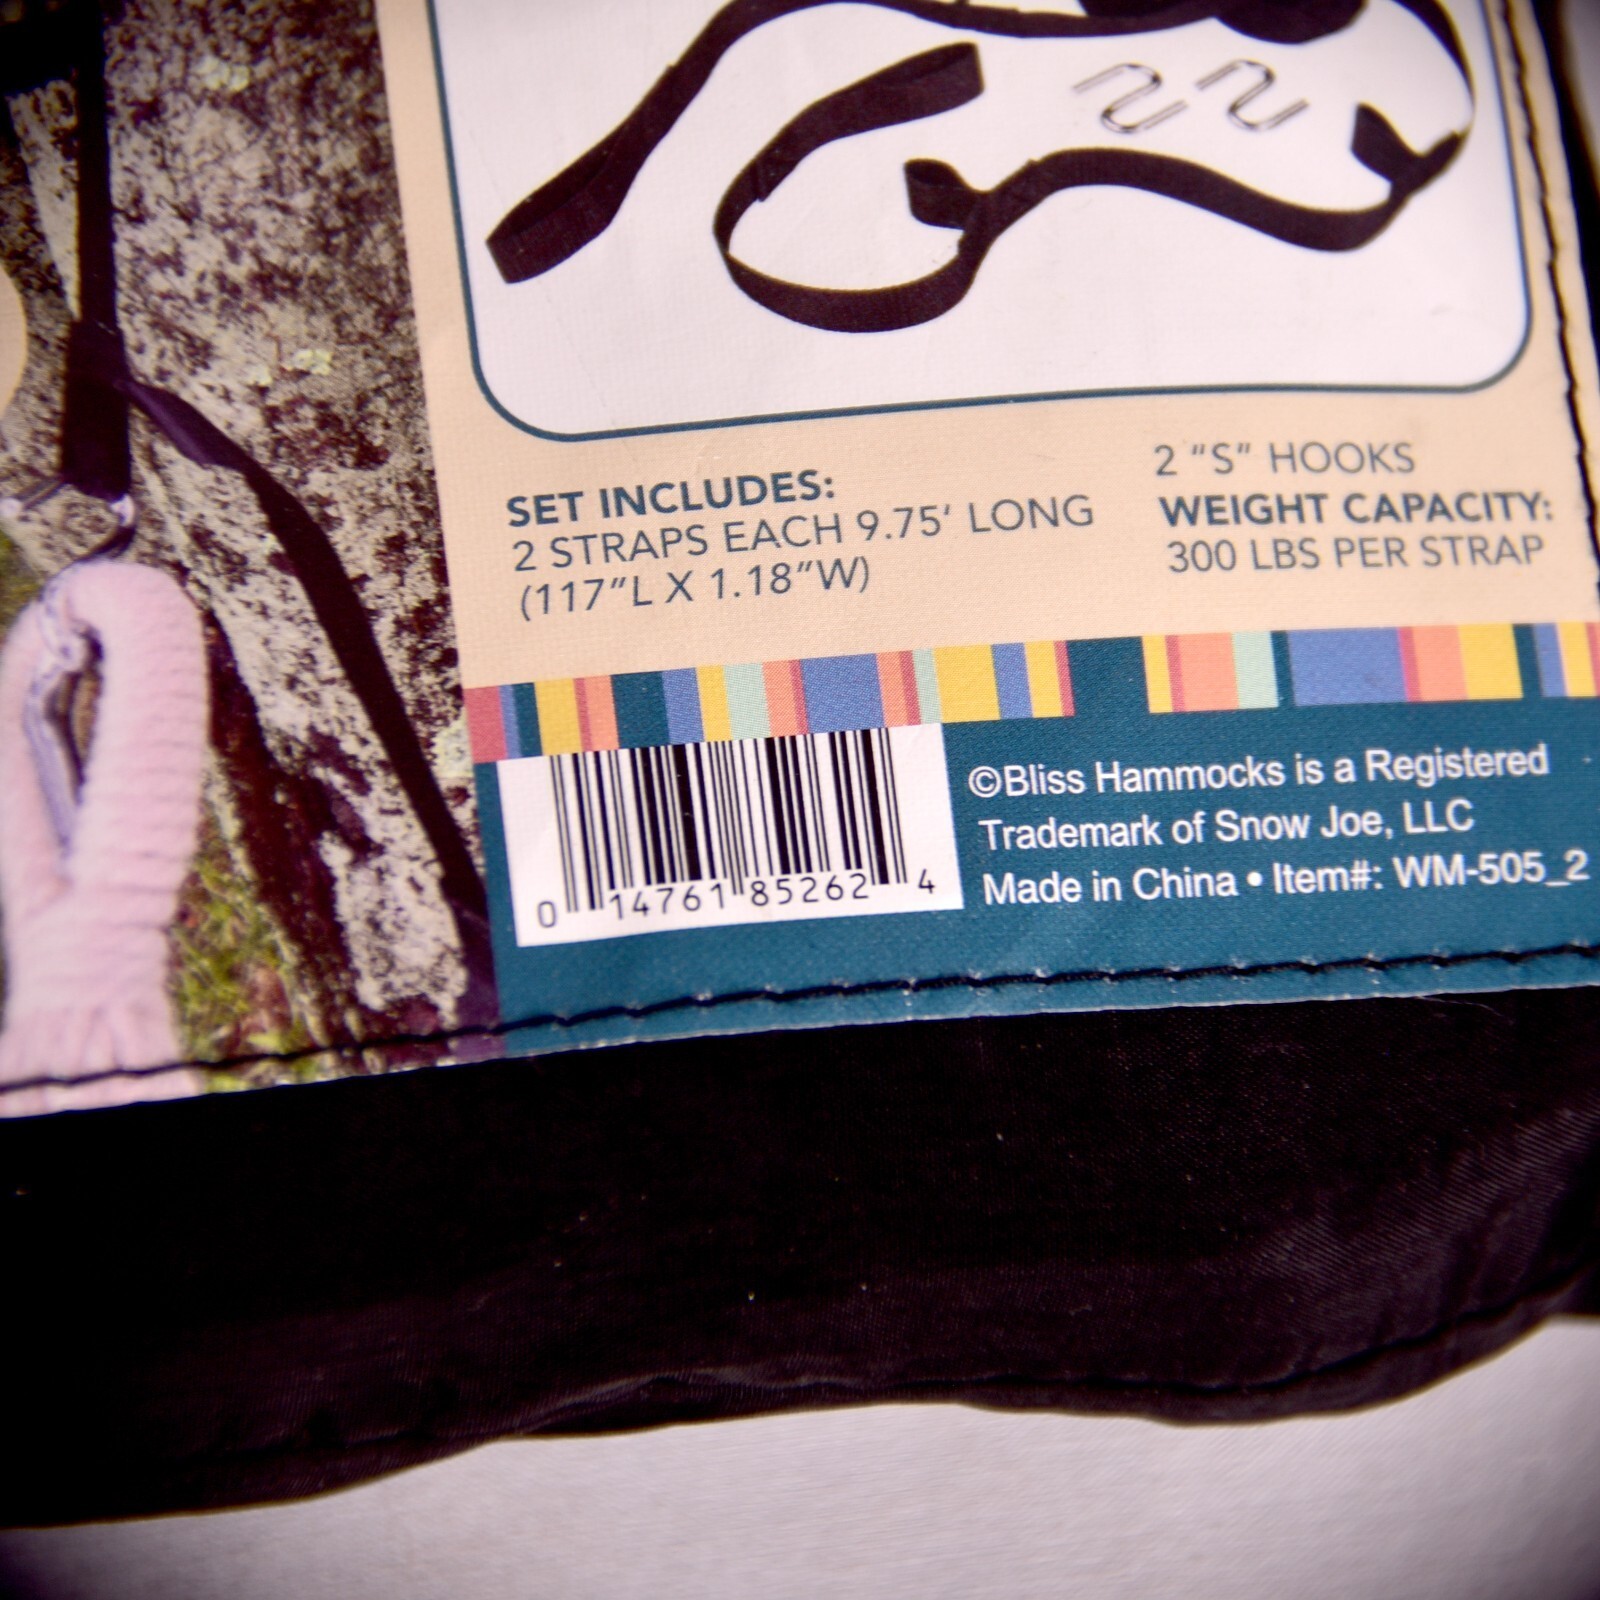 SET INCLUDES:
2 STRAPS EACH 9.75' LONG
(117"L X 1.18"W)
2 "S" HOOKS
WEIGHT CAPACITY:
300 LBS PER STRAP
0 14761 85262 4
©Bliss Hammocks is a Registered
Trademark of Snow Joe, LLC
Made in China • Item#: WM-505_2